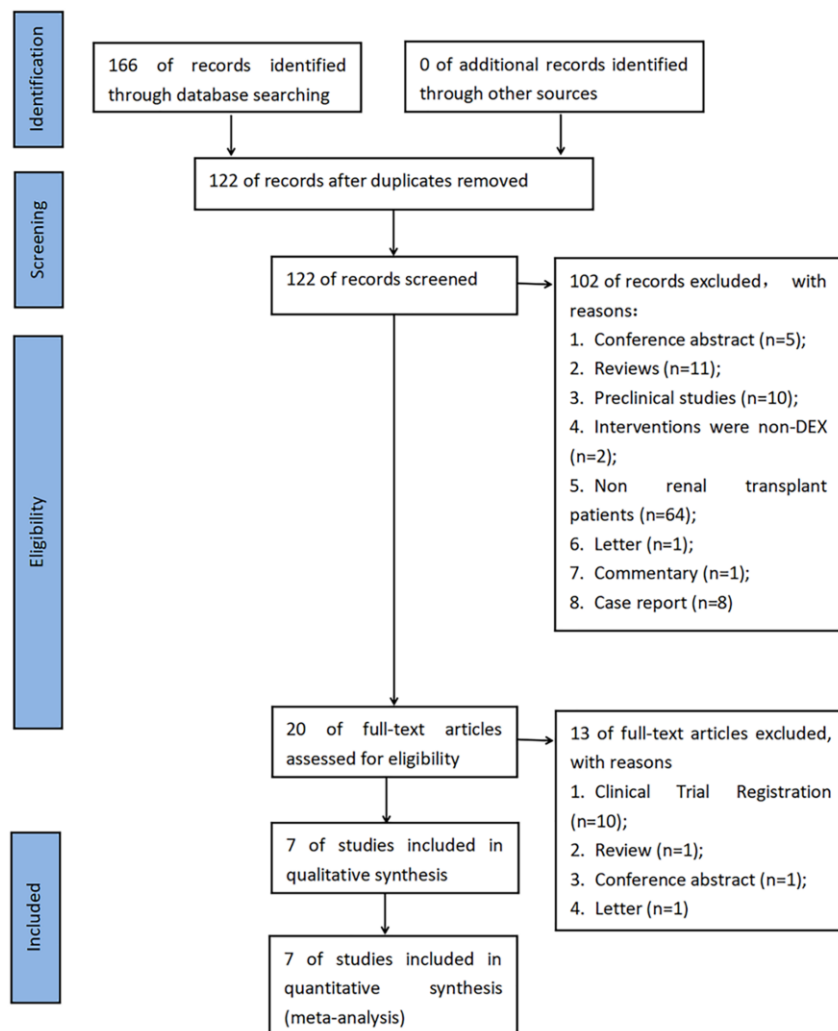 Identification
166 of records identified
through database searching
0 of additional records identified
through other sources
Screening
122 of records after duplicates removed
122 of records screened
102 of records excluded， with
reasons：
1. Conference abstract (n=5);
2. Reviews (n=11);
3. Preclinical studies (n=10);
4. Interventions were non-DEX
(n=2);
5. Non renal transplant
patients (n=64);
6. Letter (n=1);
7. Commentary (n=1);
8. Case report (n=8)
Eligibility
20 of full-text articles
assessed for eligibility
13 of full-text articles excluded,
with reasons
1. Clinical Trial Registration
(n=10);
2. Review (n=1);
3. Conference abstract (n=1);
4. Letter (n=1)
Included
7 of studies included in
qualitative synthesis
7 of studies included in
quantitative synthesis
(meta-analysis)